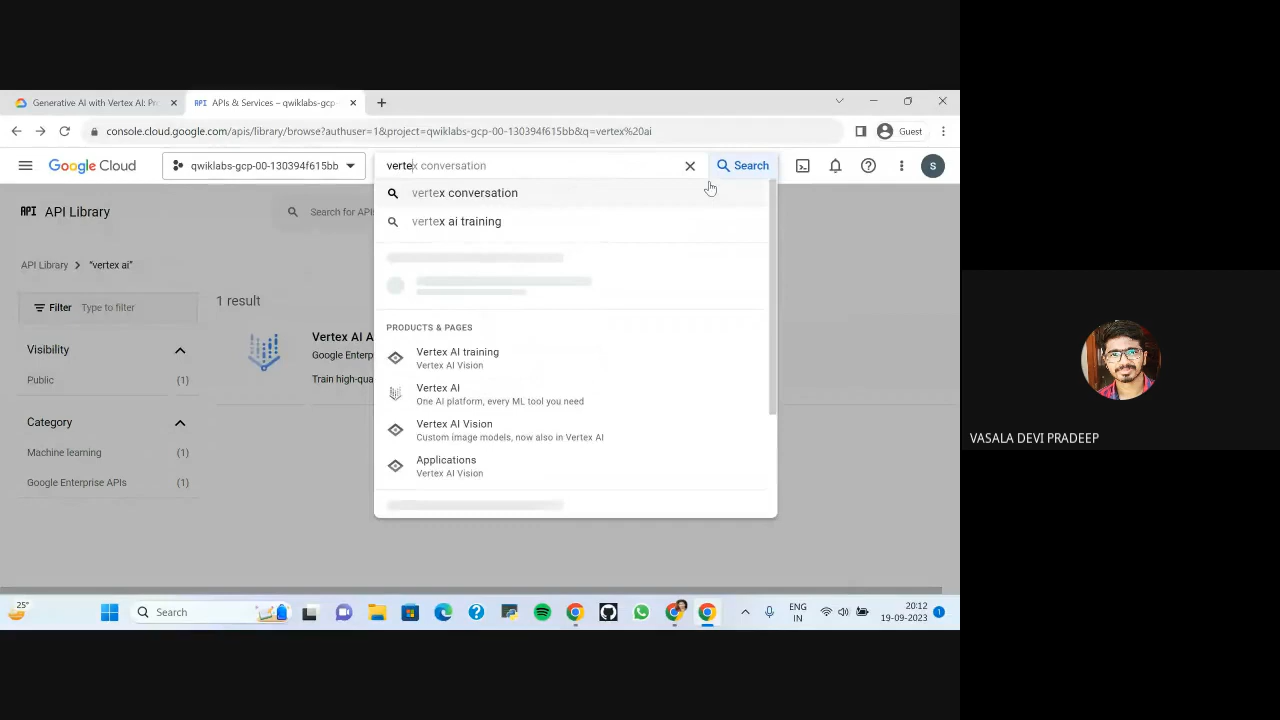 Generative AI with Vertex AI: Pr
APIs & Services – qwiklabs-gcp-
console.cloud.google.com/apis/library/browse?authuser=1&project=qwiklabs-gcp-00-130394f615bb&q=vertex%20ai
Guest
Google Cloud
qwiklabs-gcp-00-130394f615bb
vertex conversation
Search
S
API API Library
Search for APIs
vertex conversation
vertex ai training
API Library > "vertex ai"
Filter Type to filter
1 result
Visibility
Public (1)
Category
Machine learning (1)
Google Enterprise APIs (1)
Vertex AI A
Google Enterp
Train high-qua
PRODUCTS & PAGES
Vertex AI training
Vertex AI Vision
Vertex AI
One AI platform, every ML tool you need
Vertex AI Vision
Custom image models, now also in Vertex AI
Applications
Vertex AI Vision
VASALA DEVI PRADEEP
25°
Search
ENG
IN
20:12
19-09-2023
1